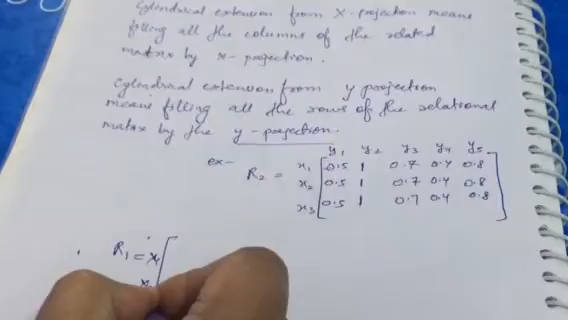 Cylindrical extension from X-projection means
filling all the columns of the related
matrix by x-projection.
Cylindrical extension from y projection
means filling all the rows of the relational
matrix by the y-projection.
y1 y2 y3 y4 y5
ex- R2 = x1 0.5 1 0.7 0.4 0.8
x2 0.5 1 0.7 0.4 0.8
x3 0.5 1 0.7 0.4 0.8
R1 = x1
x2